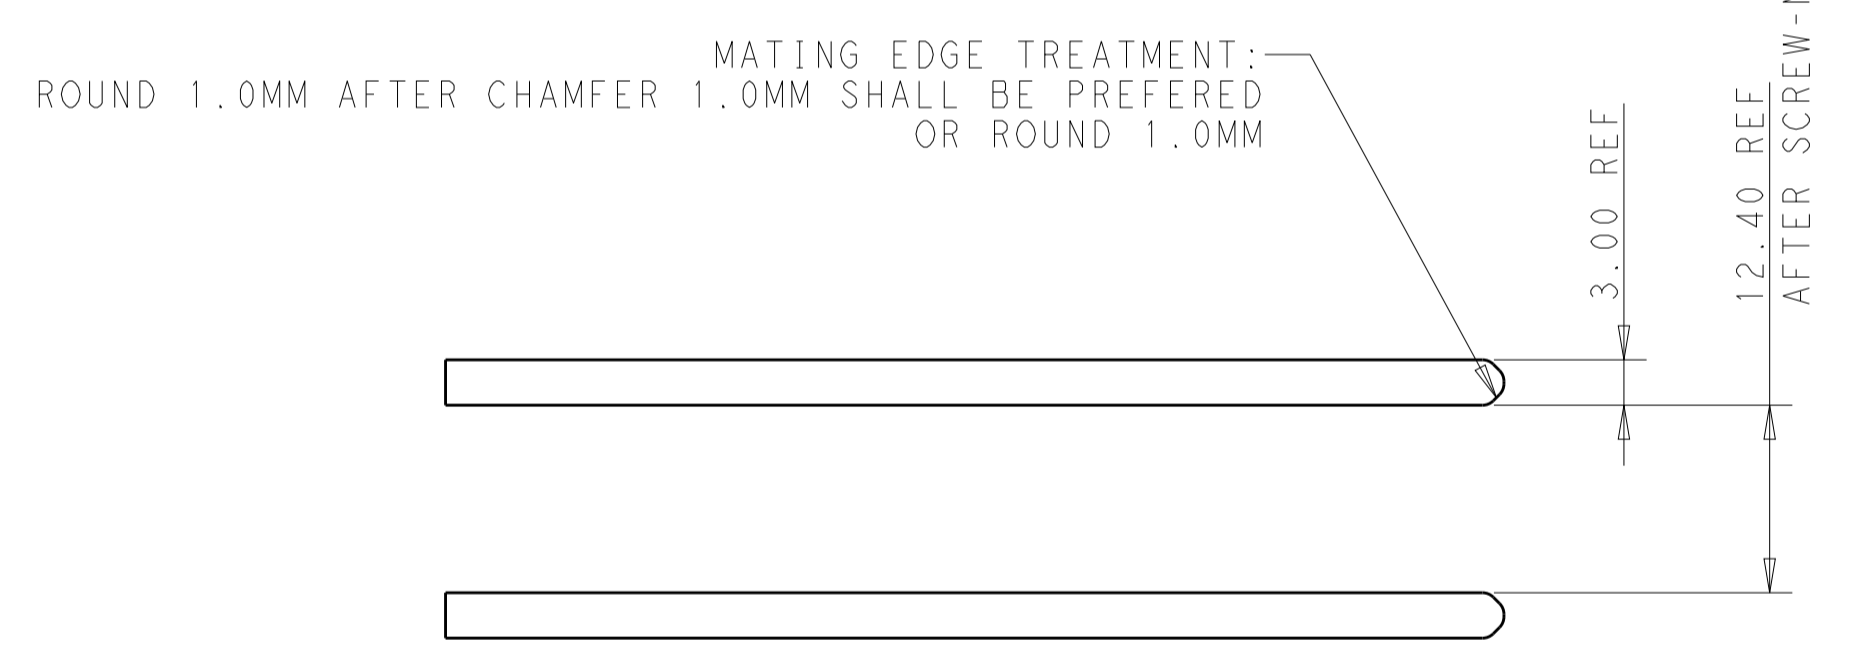 MATING EDGE TREATMENT:
ROUND 1.0MM AFTER CHAMFER 1.0MM SHALL BE PREFERED
OR ROUND 1.0MM
3.00 REF
12.40 REF
AFTER SCREW-